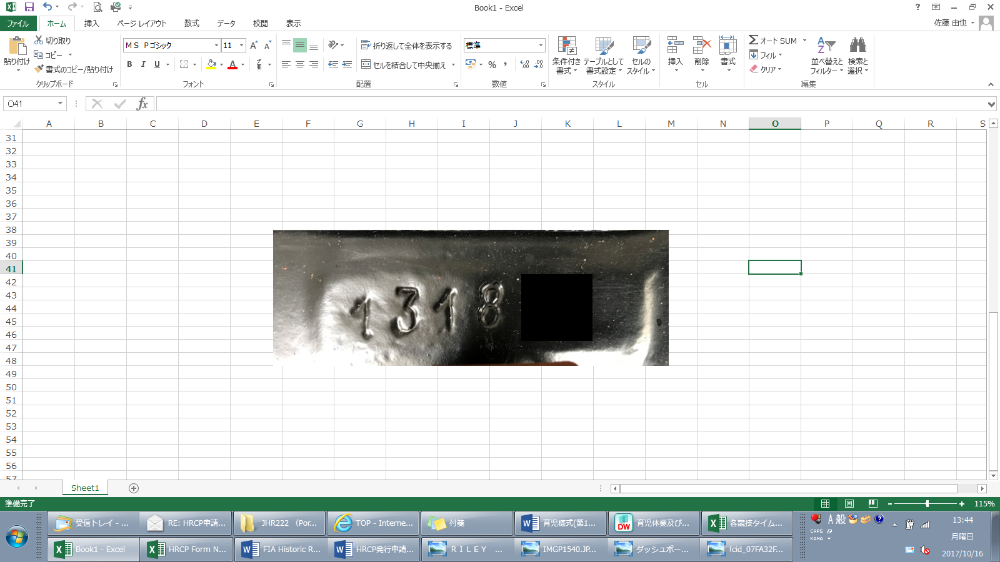 Book1 - Excel
佐藤 由也
ファイル ホーム 挿入 ページ レイアウト 数式 データ 校閲 表示
貼り付け
切り取り
コピー
書式のコピー/貼り付け
クリップボード
ＭＳ Ｐゴシック 11
B I U
フォント
折り返して全体を表示する
セルを結合して中央揃え
配置
標準
%
数値
条件付き書式
テーブルとして書式設定
セルのスタイル
スタイル
挿入 削除 書式
セル
オート SUM
フィル
クリア
並べ替えとフィルター
検索と選択
編集
O41
fx
A B C D E F G H I J K L M N O P Q R S
31
32
33
34
35
36
37
38
39
40
41
42
43
44
45
46
47
48
49
50
51
52
53
54
55
56
57
1318
Sheet1
準備完了
115%
受信トレイ - ...
RE: HRCP申請...
JHR222 （Por...
TOP - Interne...
付箋
育児様式(第1...
育児休業及び...
各競技タイム...
Book1 - Excel
HRCP Form N...
FIA Historic R...
HRCP発行申請...
ＲＩＬＥＹ ...
IMGP1540.JP...
ダッシュボー...
!cid_07FA32F...
A 般
CAPS
KANA
13:44
月曜日
2017/10/16